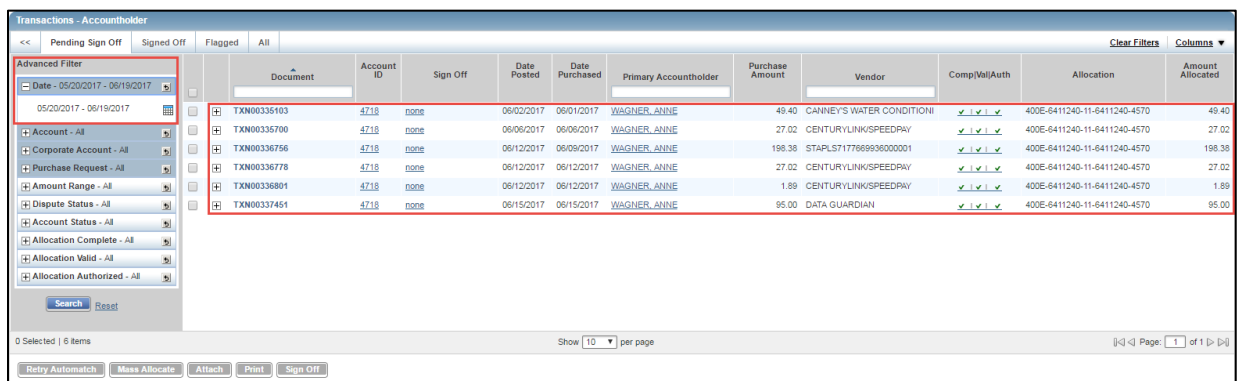 Transactions - Accountholder
<< Pending Sign Off Signed Off Flagged All Clear Filters Columns ▼
Advanced Filter
Date - 05/20/2017 - 06/19/2017
05/20/2017 - 06/19/2017
Account - All
Corporate Account - All
Purchase Request - All
Amount Range - All
Dispute Status - All
Account Status - All
Allocation Complete - All
Allocation Valid - All
Allocation Authorized - All
Search Reset
Document Account ID Sign Off Date Posted Date Purchased Primary Accountholder Purchase Amount Vendor Comp|Val|Auth Allocation Amount Allocated
TXN00335103 4718 none 06/02/2017 06/01/2017 WAGNER, ANNE 49.40 CANNEY'S WATER CONDITIONI ✔ | ✔ | ✔ 400E-6411240-11-6411240-4570 49.40
TXN00335700 4718 none 06/06/2017 06/06/2017 WAGNER, ANNE 27.02 CENTURYLINK/SPEEDPAY ✔ | ✔ | ✔ 400E-6411240-11-6411240-4570 27.02
TXN00336756 4718 none 06/12/2017 06/09/2017 WAGNER, ANNE 198.38 STAPLS7177669936000001 ✔ | ✔ | ✔ 400E-6411240-11-6411240-4570 198.38
TXN00336778 4718 none 06/12/2017 06/12/2017 WAGNER, ANNE 27.02 CENTURYLINK/SPEEDPAY ✔ | ✔ | ✔ 400E-6411240-11-6411240-4570 27.02
TXN00336801 4718 none 06/12/2017 06/12/2017 WAGNER, ANNE 1.89 CENTURYLINK/SPEEDPAY ✔ | ✔ | ✔ 400E-6411240-11-6411240-4570 1.89
TXN00337451 4718 none 06/15/2017 06/15/2017 WAGNER, ANNE 95.00 DATA GUARDIAN ✔ | ✔ | ✔ 400E-6411240-11-6411240-4570 95.00
0 Selected | 6 items Show 10 ▼ per page Page: 1 of 1
Retry Automatch Mass Allocate Attach Print Sign Off